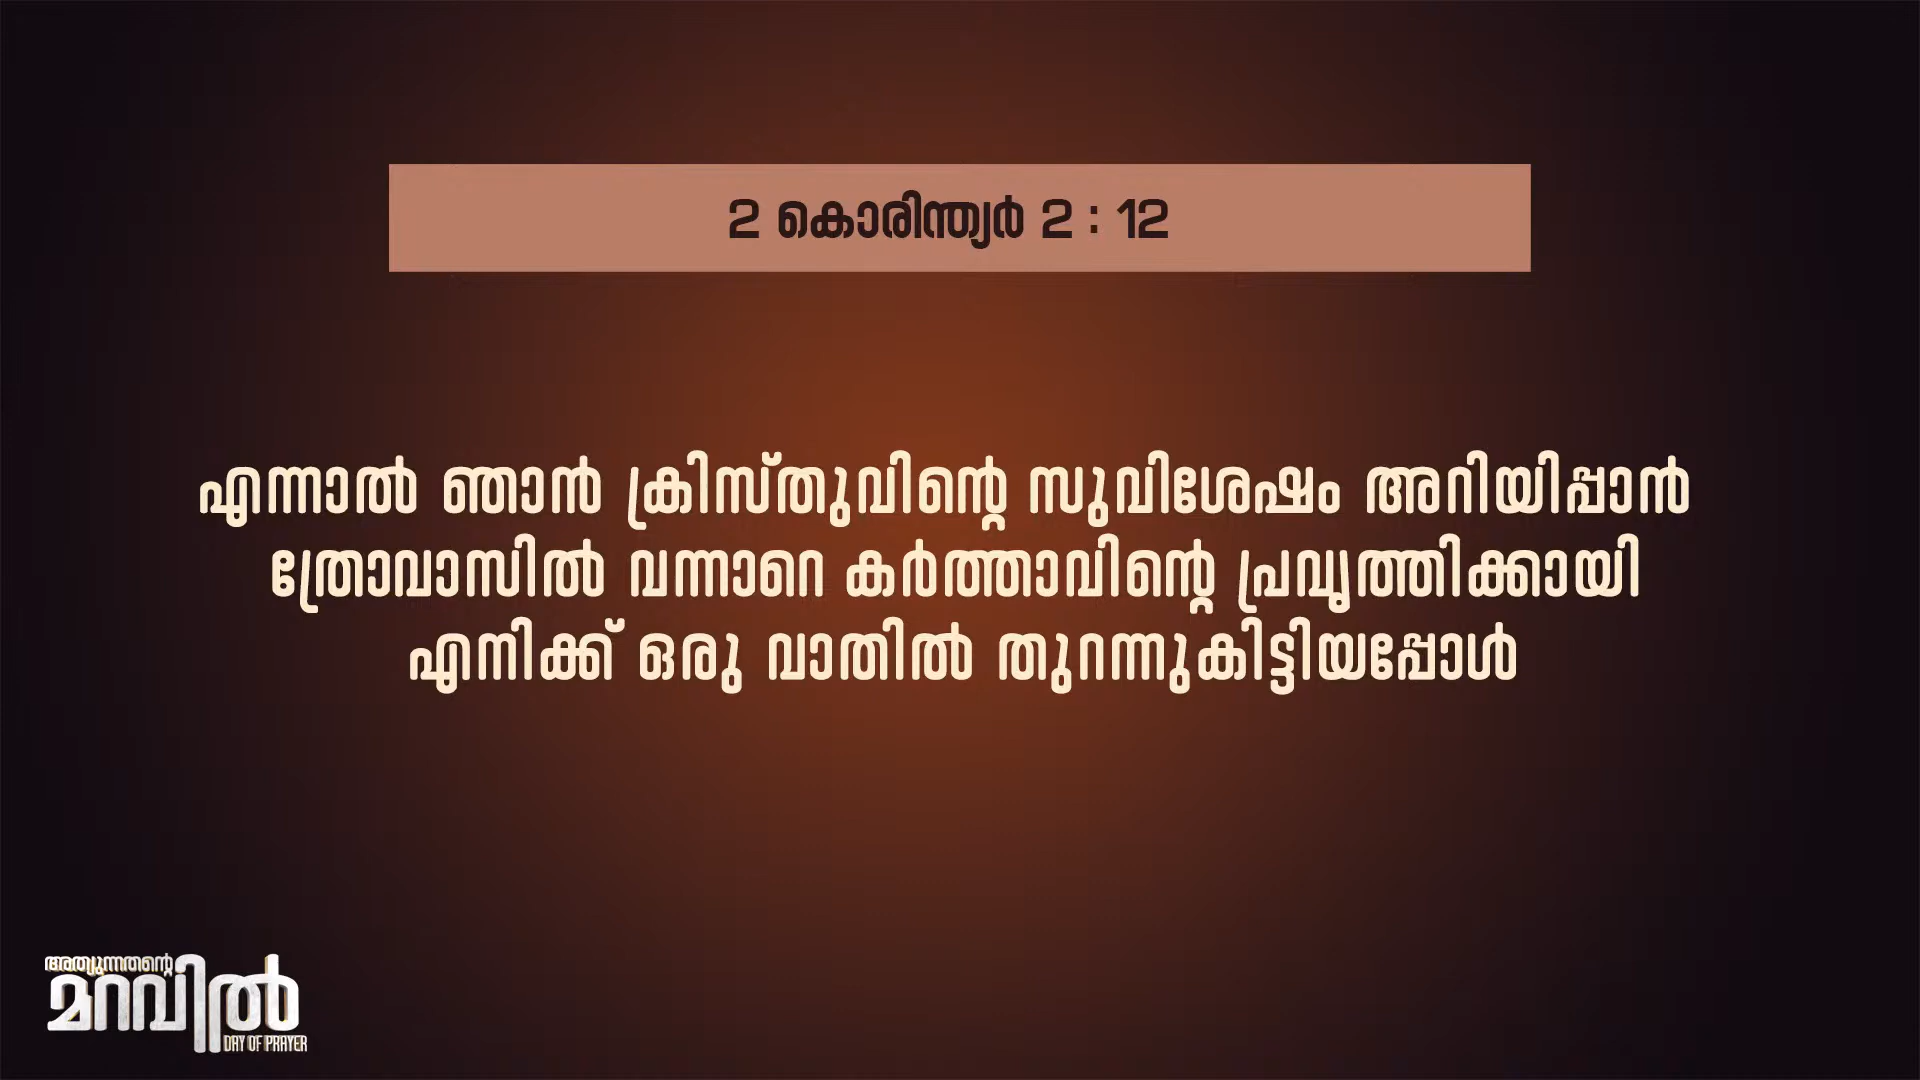 2 കൊരിന്ത്യർ 2 : 12
എന്നാൽ ഞാൻ ക്രിസ്തുവിന്റെ സുവിശേഷം അറിയിപ്പാൻ
ത്രോവാസിൽ വന്നാറെ കർത്താവിന്റെ പ്രവൃത്തിക്കായി
എനിക്ക് ഒരു വാതിൽ തുറന്നുകിട്ടിയപ്പോൾ
അത്യുന്നതന്റെ
മറവിൽ
DAY OF PRAYER